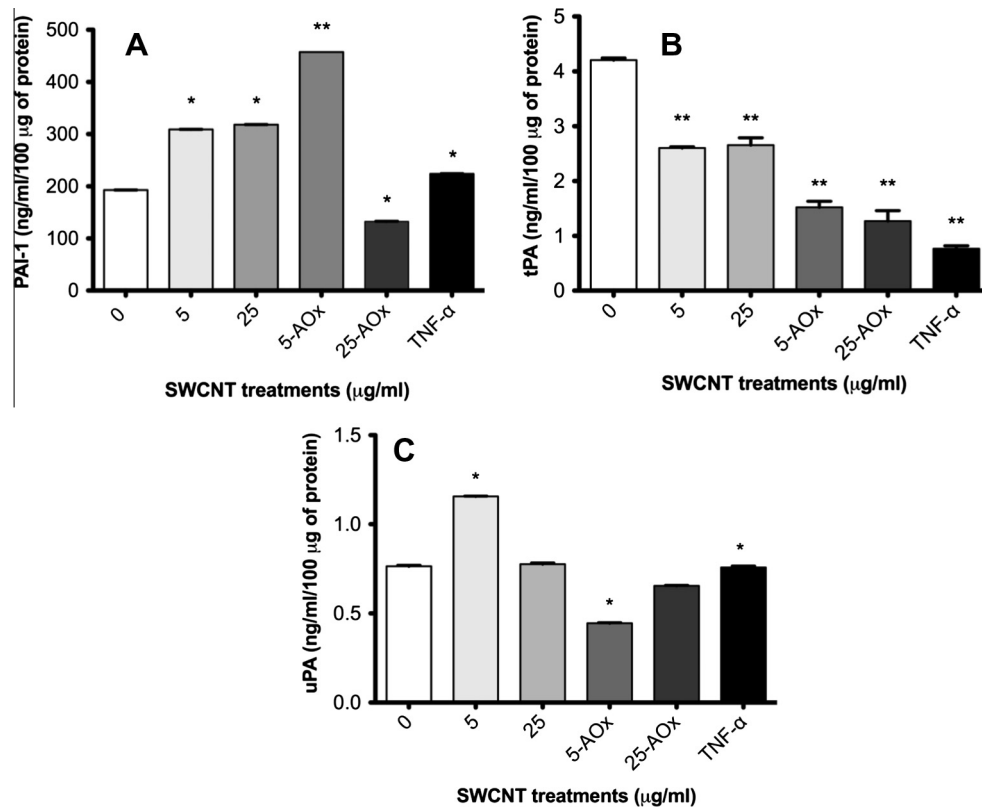 A
PAI-1 (ng/ml/100 μg of protein)
500
400
300
200
100
0
*
*
**
*
*
0
5
25
5-AOx
25-AOx
TNF-α
SWCNT treatments (μg/ml)
B
tPA (ng/ml/100 μg of protein)
5
4
3
2
1
0
**
**
**
**
**
0
5
25
5-AOx
25-AOx
TNF-α
SWCNT treatments (μg/ml)
C
uPA (ng/ml/100 μg of protein)
1.5
1.0
0.5
0.0
*
*
*
0
5
25
5-AOx
25-AOx
TNF-α
SWCNT treatments (μg/ml)